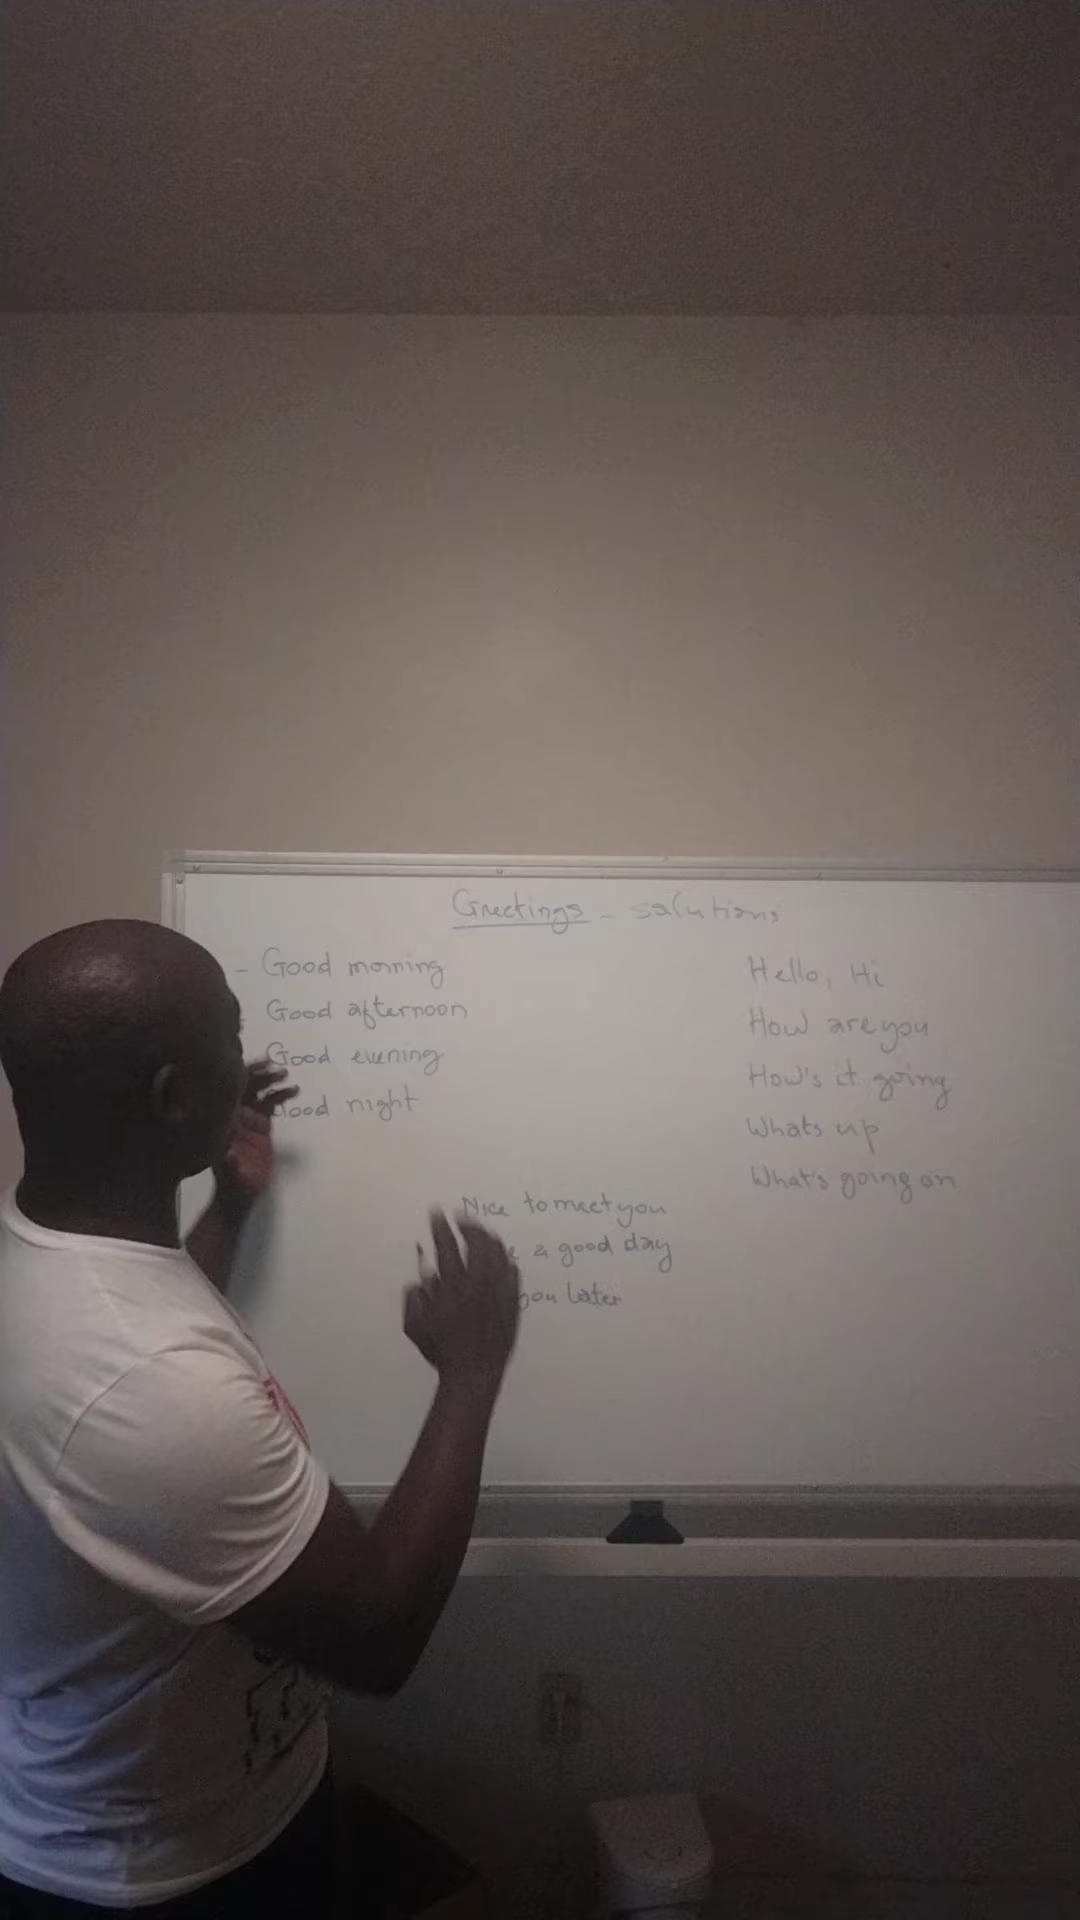 Greetings - salutions
- Good morning
Good afternoon
Good evening
Good night
Hello, Hi
How are you
How's it going
Whats up
What's going on
Nice to meet you
a good day
you later